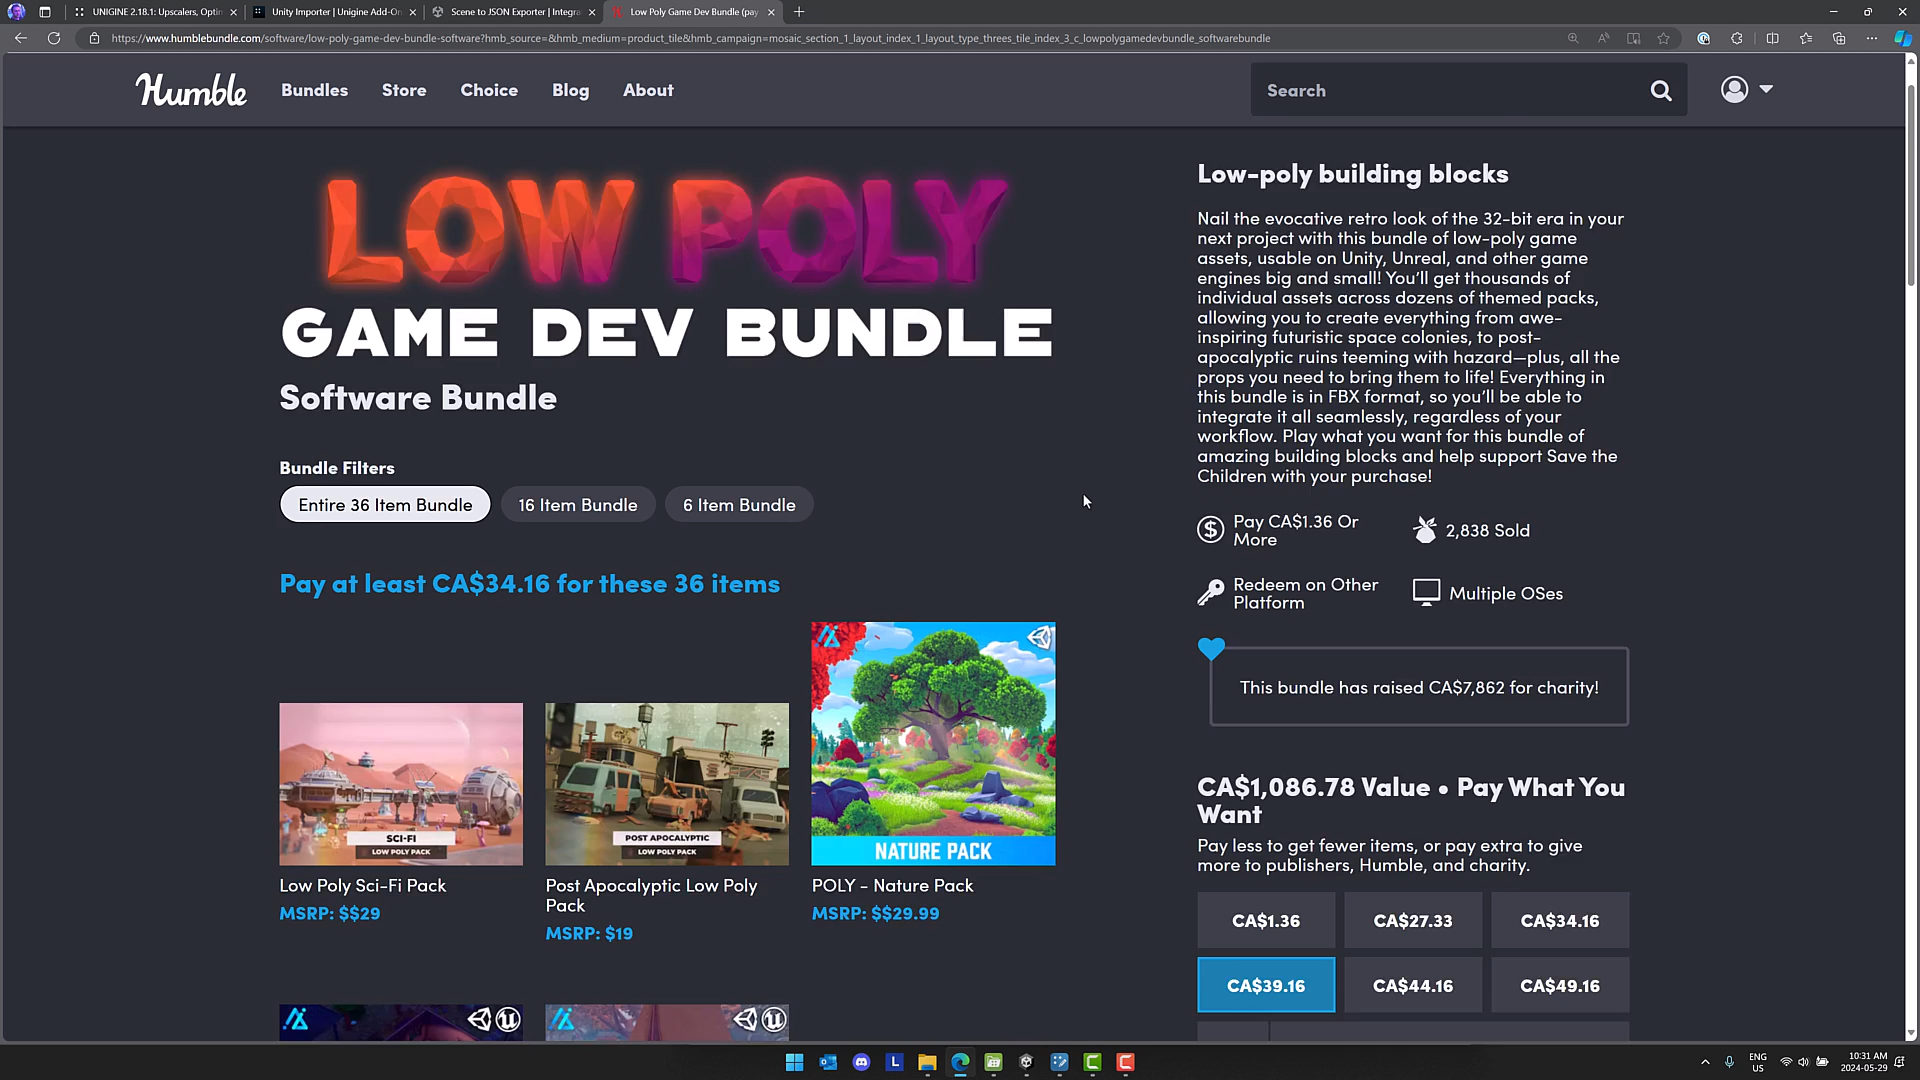 UNIGINE 2.18.1: Upscalers, Optin
Unity Importer | Unigine Add-On
Scene to JSON Exporter | Integra
Low Poly Game Dev Bundle (pay
https://www.humblebundle.com/software/low-poly-game-dev-bundle-software?hmb_source=&hmb_medium=product_tile&hmb_campaign=mosaic_section_1_layout_index_1_layout_type_threes_tile_index_3_c_lowpolygamedevbundle_softwarebundle
Humble
Bundles
Store
Choice
Blog
About
Search
LOW POLY
GAME DEV BUNDLE
Software Bundle
Bundle Filters
Entire 36 Item Bundle
16 Item Bundle
6 Item Bundle
Pay at least CA$34.16 for these 36 items
SCI-FI
LOW POLY PACK
Low Poly Sci-Fi Pack
MSRP: $$29
POST APOCALYPTIC
LOW POLY PACK
Post Apocalyptic Low Poly
Pack
MSRP: $19
NATURE PACK
POLY - Nature Pack
MSRP: $$29.99
Low-poly building blocks
Nail the evocative retro look of the 32-bit era in your
next project with this bundle of low-poly game
assets, usable on Unity, Unreal, and other game
engines big and small! You'll get thousands of
individual assets across dozens of themed packs,
allowing you to create everything from awe-
inspiring futuristic space colonies, to post-
apocalyptic ruins teeming with hazard—plus, all the
props you need to bring them to life! Everything in
this bundle is in FBX format, so you'll be able to
integrate it all seamlessly, regardless of your
workflow. Play what you want for this bundle of
amazing building blocks and help support Save the
Children with your purchase!
Pay CA$1.36 Or
More
2,838 Sold
Redeem on Other
Platform
Multiple OSes
This bundle has raised CA$7,862 for charity!
CA$1,086.78 Value • Pay What You
Want
Pay less to get fewer items, or pay extra to give
more to publishers, Humble, and charity.
CA$1.36
CA$27.33
CA$34.16
CA$39.16
CA$44.16
CA$49.16
ENG
US
10:31 AM
2024-05-29